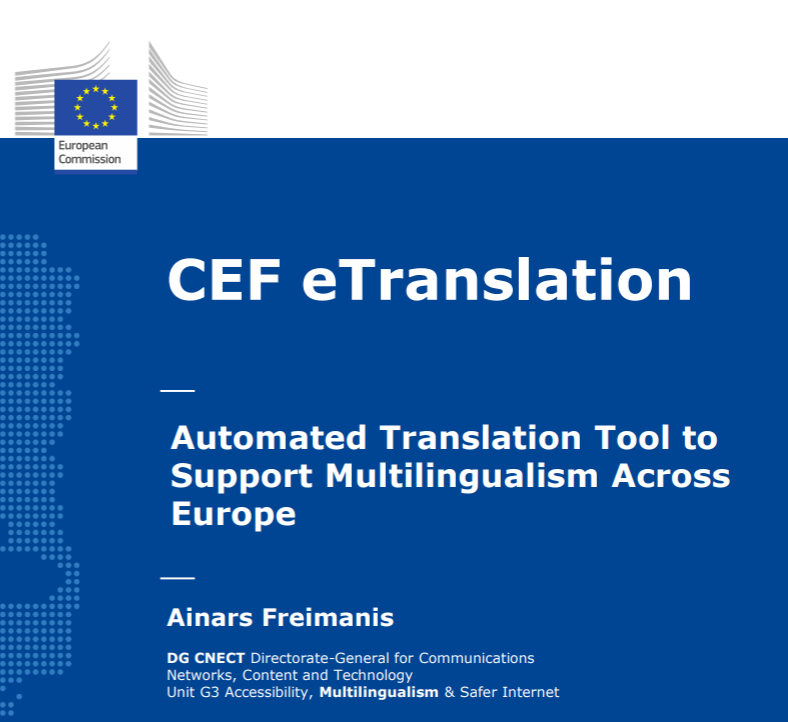 European
Commission
CEF eTranslation
Automated Translation Tool to
Support Multilingualism Across
Europe
Ainars Freimanis
DG CNECT Directorate-General for Communications
Networks, Content and Technology
Unit G3 Accessibility, Multilingualism & Safer Internet